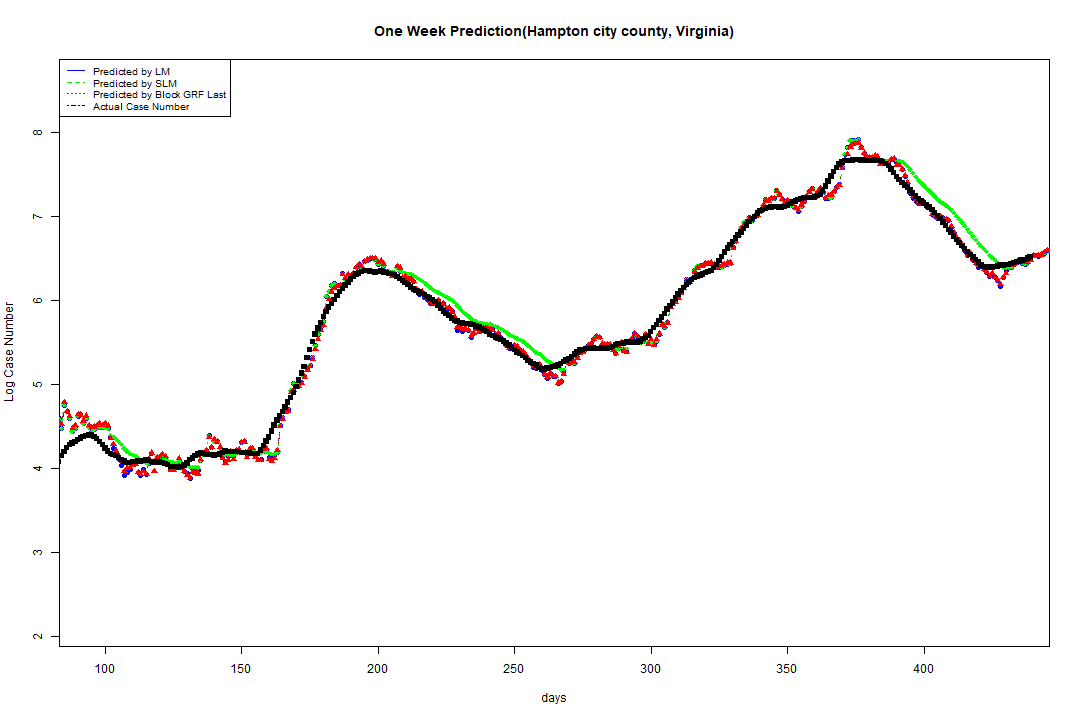 One Week Prediction(Hampton city county, Virginia)
Predicted by LM
Predicted by SLM
Predicted by Block GRF Last
Actual Case Number
8
7
6
5
4
3
2
Log Case Number
100 150 200 250 300 350 400
days